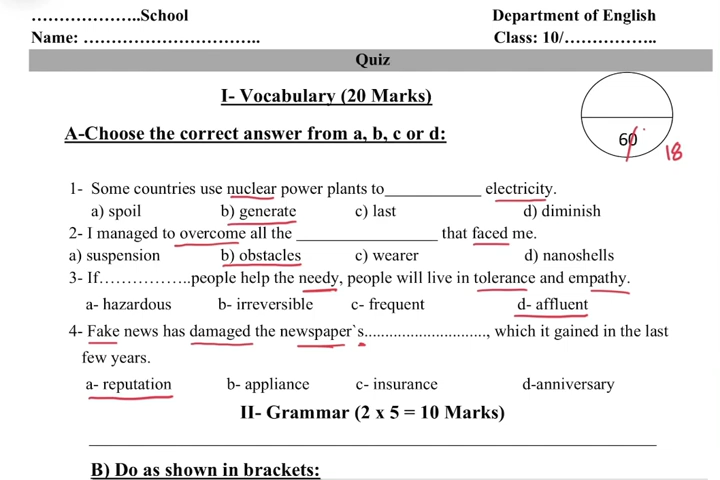 ………………..School Department of English
Name: ………………………….. Class: 10/……………..
Quiz
I- Vocabulary (20 Marks)
A-Choose the correct answer from a, b, c or d:
60
18
1- Some countries use nuclear power plants to____________ electricity.
a) spoil b) generate c) last d) diminish
2- I managed to overcome all the __________________ that faced me.
a) suspension b) obstacles c) wearer d) nanoshells
3- If……………..people help the needy, people will live in tolerance and empathy.
a- hazardous b- irreversible c- frequent d- affluent
4- Fake news has damaged the newspaper`s.............................., which it gained in the last
few years.
a- reputation b- appliance c- insurance d-anniversary
II- Grammar (2 x 5 = 10 Marks)
B) Do as shown in brackets: